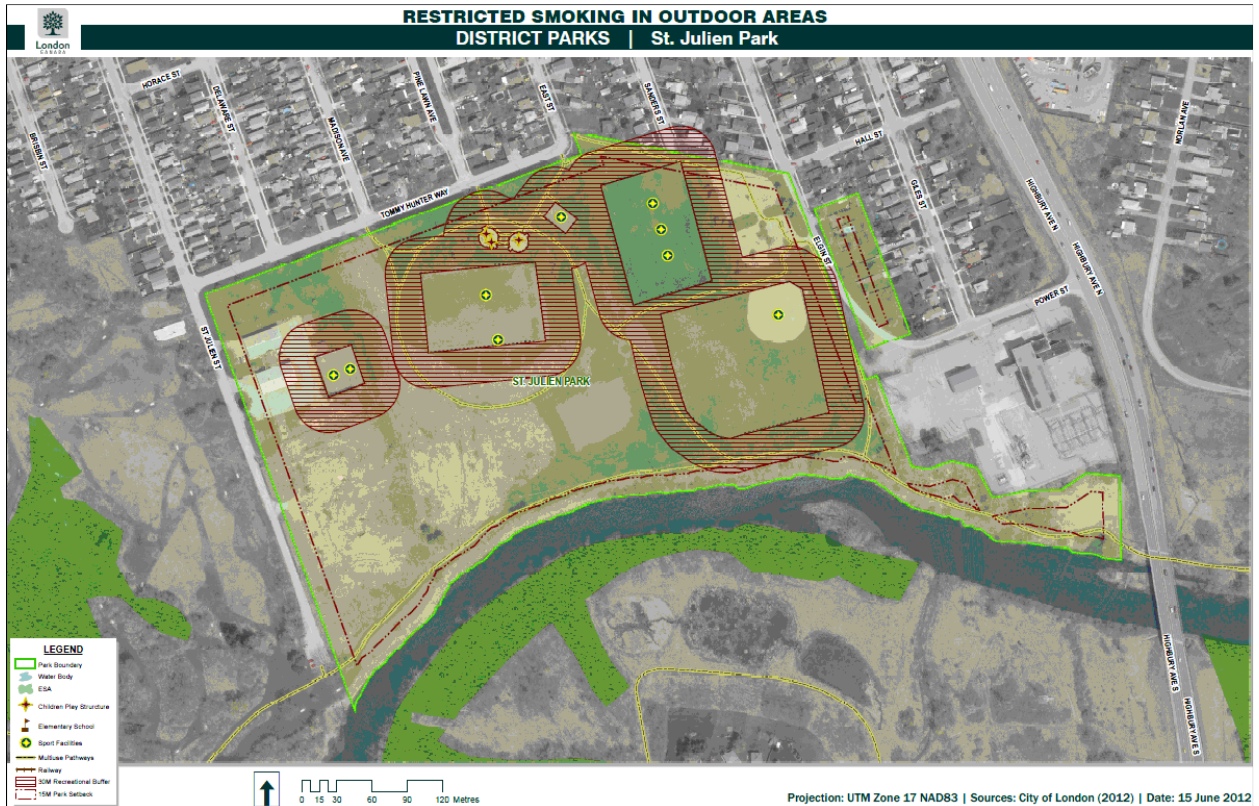 RESTRICTED SMOKING IN OUTDOOR AREAS
DISTRICT PARKS | St. Julien Park
London
CANADA
HORACE ST
DELAWARE ST
BRISBIN ST
MADISON AVE
PINE LAWN AVE
EAST ST
SANDERS ST
HALL ST
NORLAN AVE
TOMMY HUNTER WAY
GILES ST
HIGHBURY AVE N
HIGHBURY AVE N
ELGIN ST
POWER ST
ST JULIEN ST
ST. JULIEN PARK
HIGHBURY AVE S
HIGHBURY AVE S
LEGEND
Park Boundary
Water Body
ESA
Children Play Strurcture
Elementary School
Sport Facilities
Multiuse Pathways
Railway
30M Recreational Buffer
15M Park Setback
0 15 30 60 90 120 Metres
Projection: UTM Zone 17 NAD83 | Sources: City of London (2012) | Date: 15 June 2012